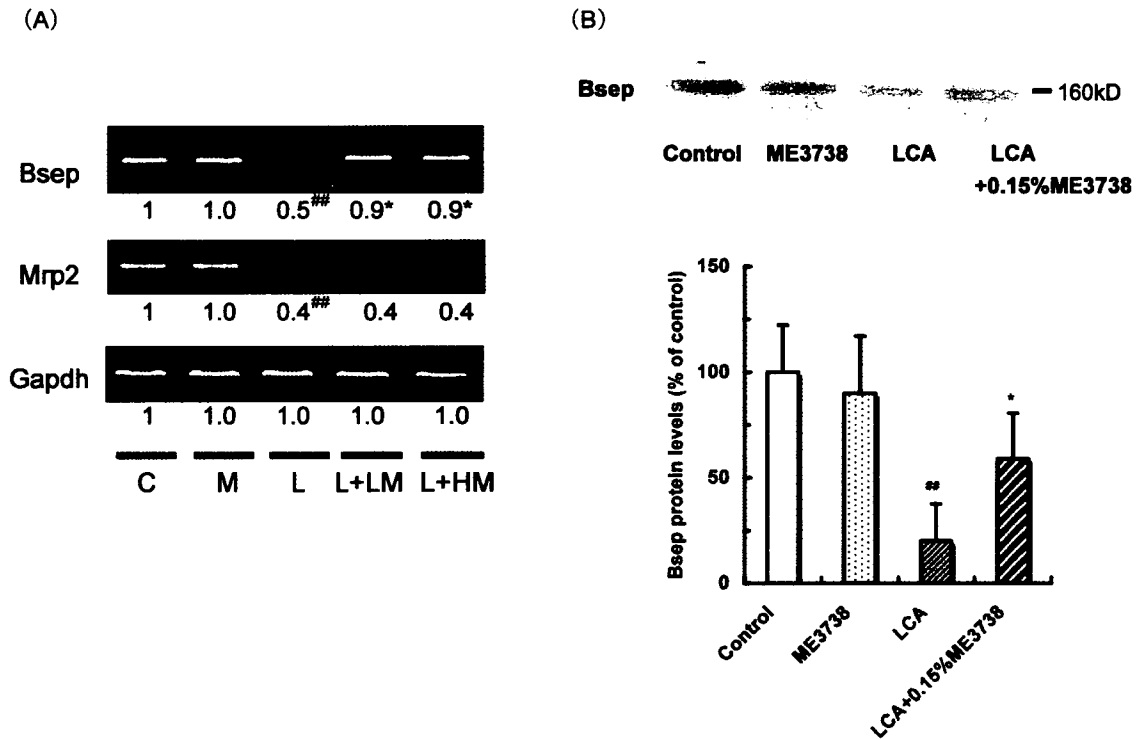 (A)
Bsep
1 1.0 0.5## 0.9* 0.9*
Mrp2
1 1.0 0.4## 0.4 0.4
Gapdh
1 1.0 1.0 1.0 1.0
C M L L+LM L+HM
(B)
Bsep 160kD
Control ME3738 LCA LCA
+0.15%ME3738
Bsep protein levels (% of control)
150
100
50
0
##
*
Control
ME3738
LCA
LCA+0.15%ME3738